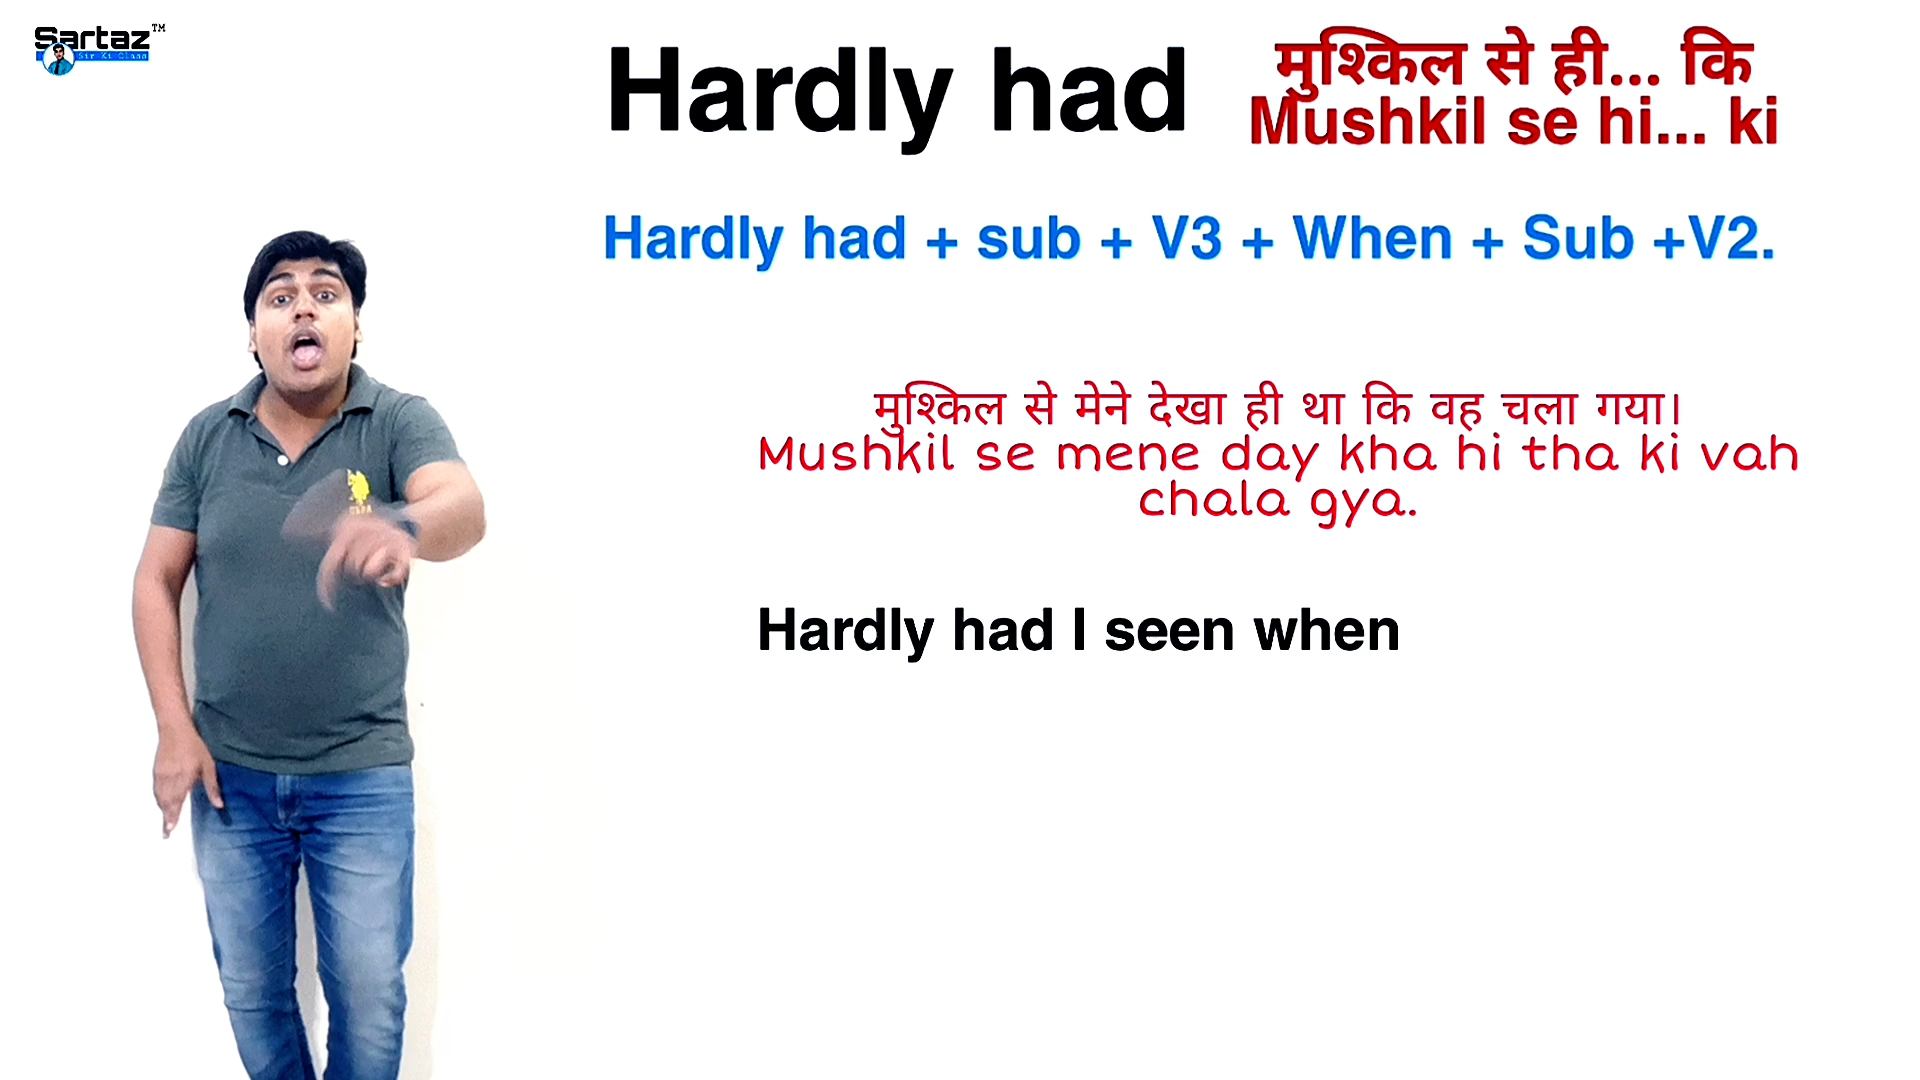 Sartaz™
Sir Ki Class
Hardly had
मुश्किल से ही... कि
Mushkil se hi... ki
Hardly had + sub + V3 + When + Sub +V2.
मुश्किल से मेने देखा ही था कि वह चला गया।
Mushkil se mene day kha hi tha ki vah
chala gya.
Hardly had I seen when